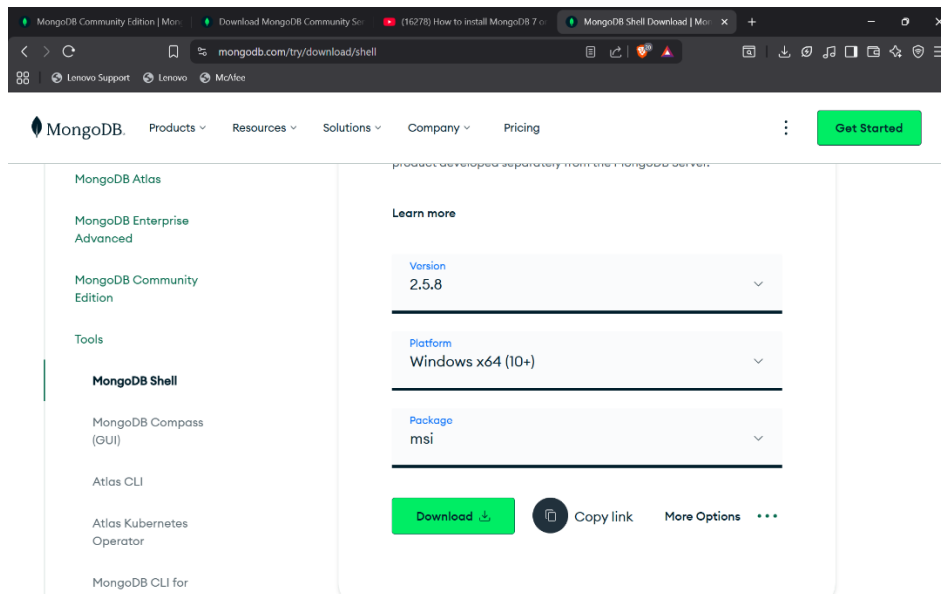 MongoDB Community Edition | Mon
Download MongoDB Community Ser
(16278) How to install MongoDB 7 o
MongoDB Shell Download | Mon
mongodb.com/try/download/shell
Lenovo Support
Lenovo
McAfee
MongoDB.
Products
Resources
Solutions
Company
Pricing
Get Started
product developed separately from the MongoDB Server.
MongoDB Atlas
MongoDB Enterprise
Advanced
MongoDB Community
Edition
Tools
MongoDB Shell
MongoDB Compass
(GUI)
Atlas CLI
Atlas Kubernetes
Operator
MongoDB CLI for
Learn more
Version
2.5.8
Platform
Windows x64 (10+)
Package
msi
Download
Copy link
More Options